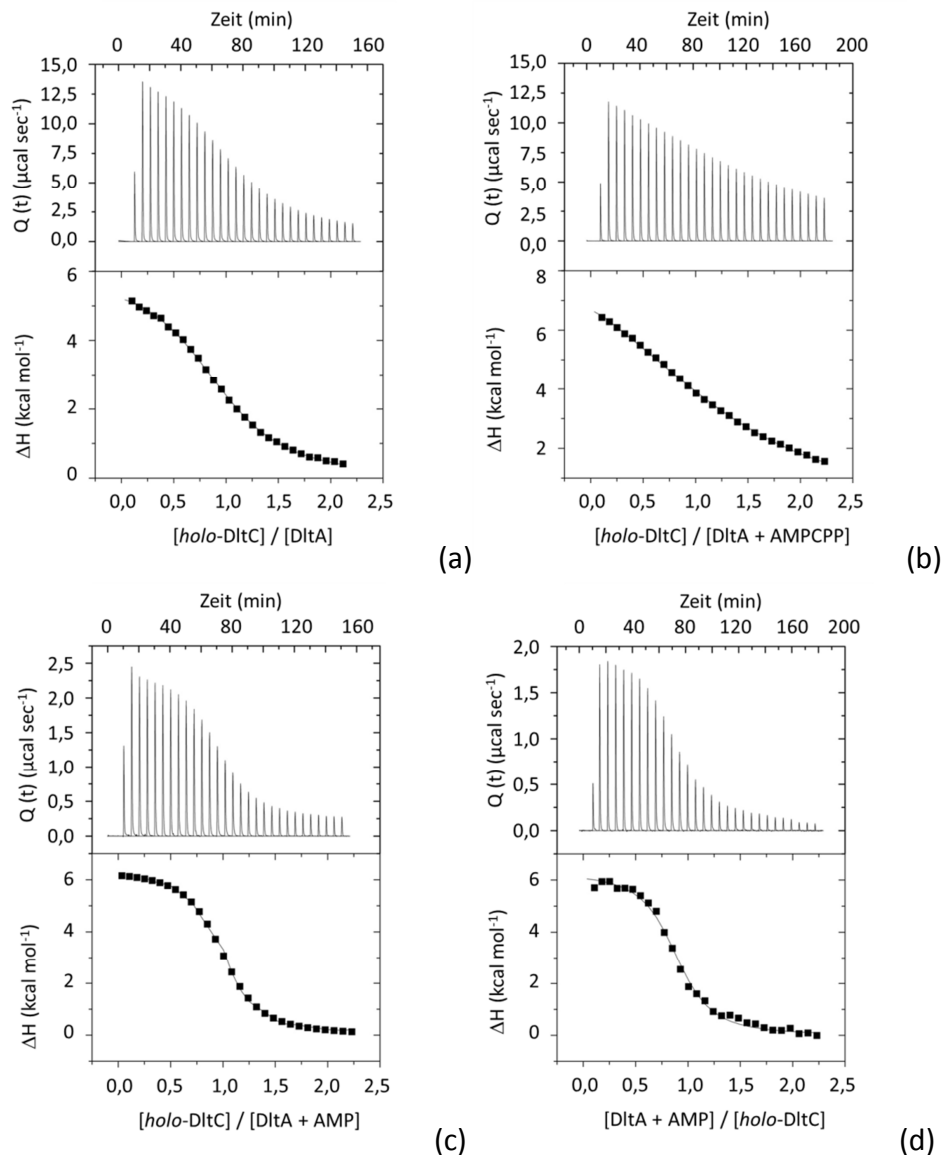 Zeit (min)
0 40 80 120 160
15,0
12,5
10,0
7,5
5,0
2,5
0,0
Q (t) (µcal sec⁻¹)
6
4
2
0
ΔH (kcal mol⁻¹)
0,0 0,5 1,0 1,5 2,0 2,5
[holo-DltC] / [DltA]
(a)
Zeit (min)
0 40 80 120 160 200
15,0
12,5
10,0
7,5
5,0
2,5
0,0
Q (t) (µcal sec⁻¹)
8
6
4
2
ΔH (kcal mol⁻¹)
0,0 0,5 1,0 1,5 2,0 2,5
[holo-DltC] / [DltA + AMPCPP]
(b)
Zeit (min)
0 40 80 120 160
2,5
2,0
1,5
1,0
0,5
0,0
Q (t) (µcal sec⁻¹)
6
4
2
0
ΔH (kcal mol⁻¹)
0,0 0,5 1,0 1,5 2,0 2,5
[holo-DltC] / [DltA + AMP]
(c)
Zeit (min)
0 40 80 120 160 200
2,0
1,5
1,0
0,5
0,0
Q (t) (µcal sec⁻¹)
6
4
2
0
ΔH (kcal mol⁻¹)
0,0 0,5 1,0 1,5 2,0 2,5
[DltA + AMP] / [holo-DltC]
(d)